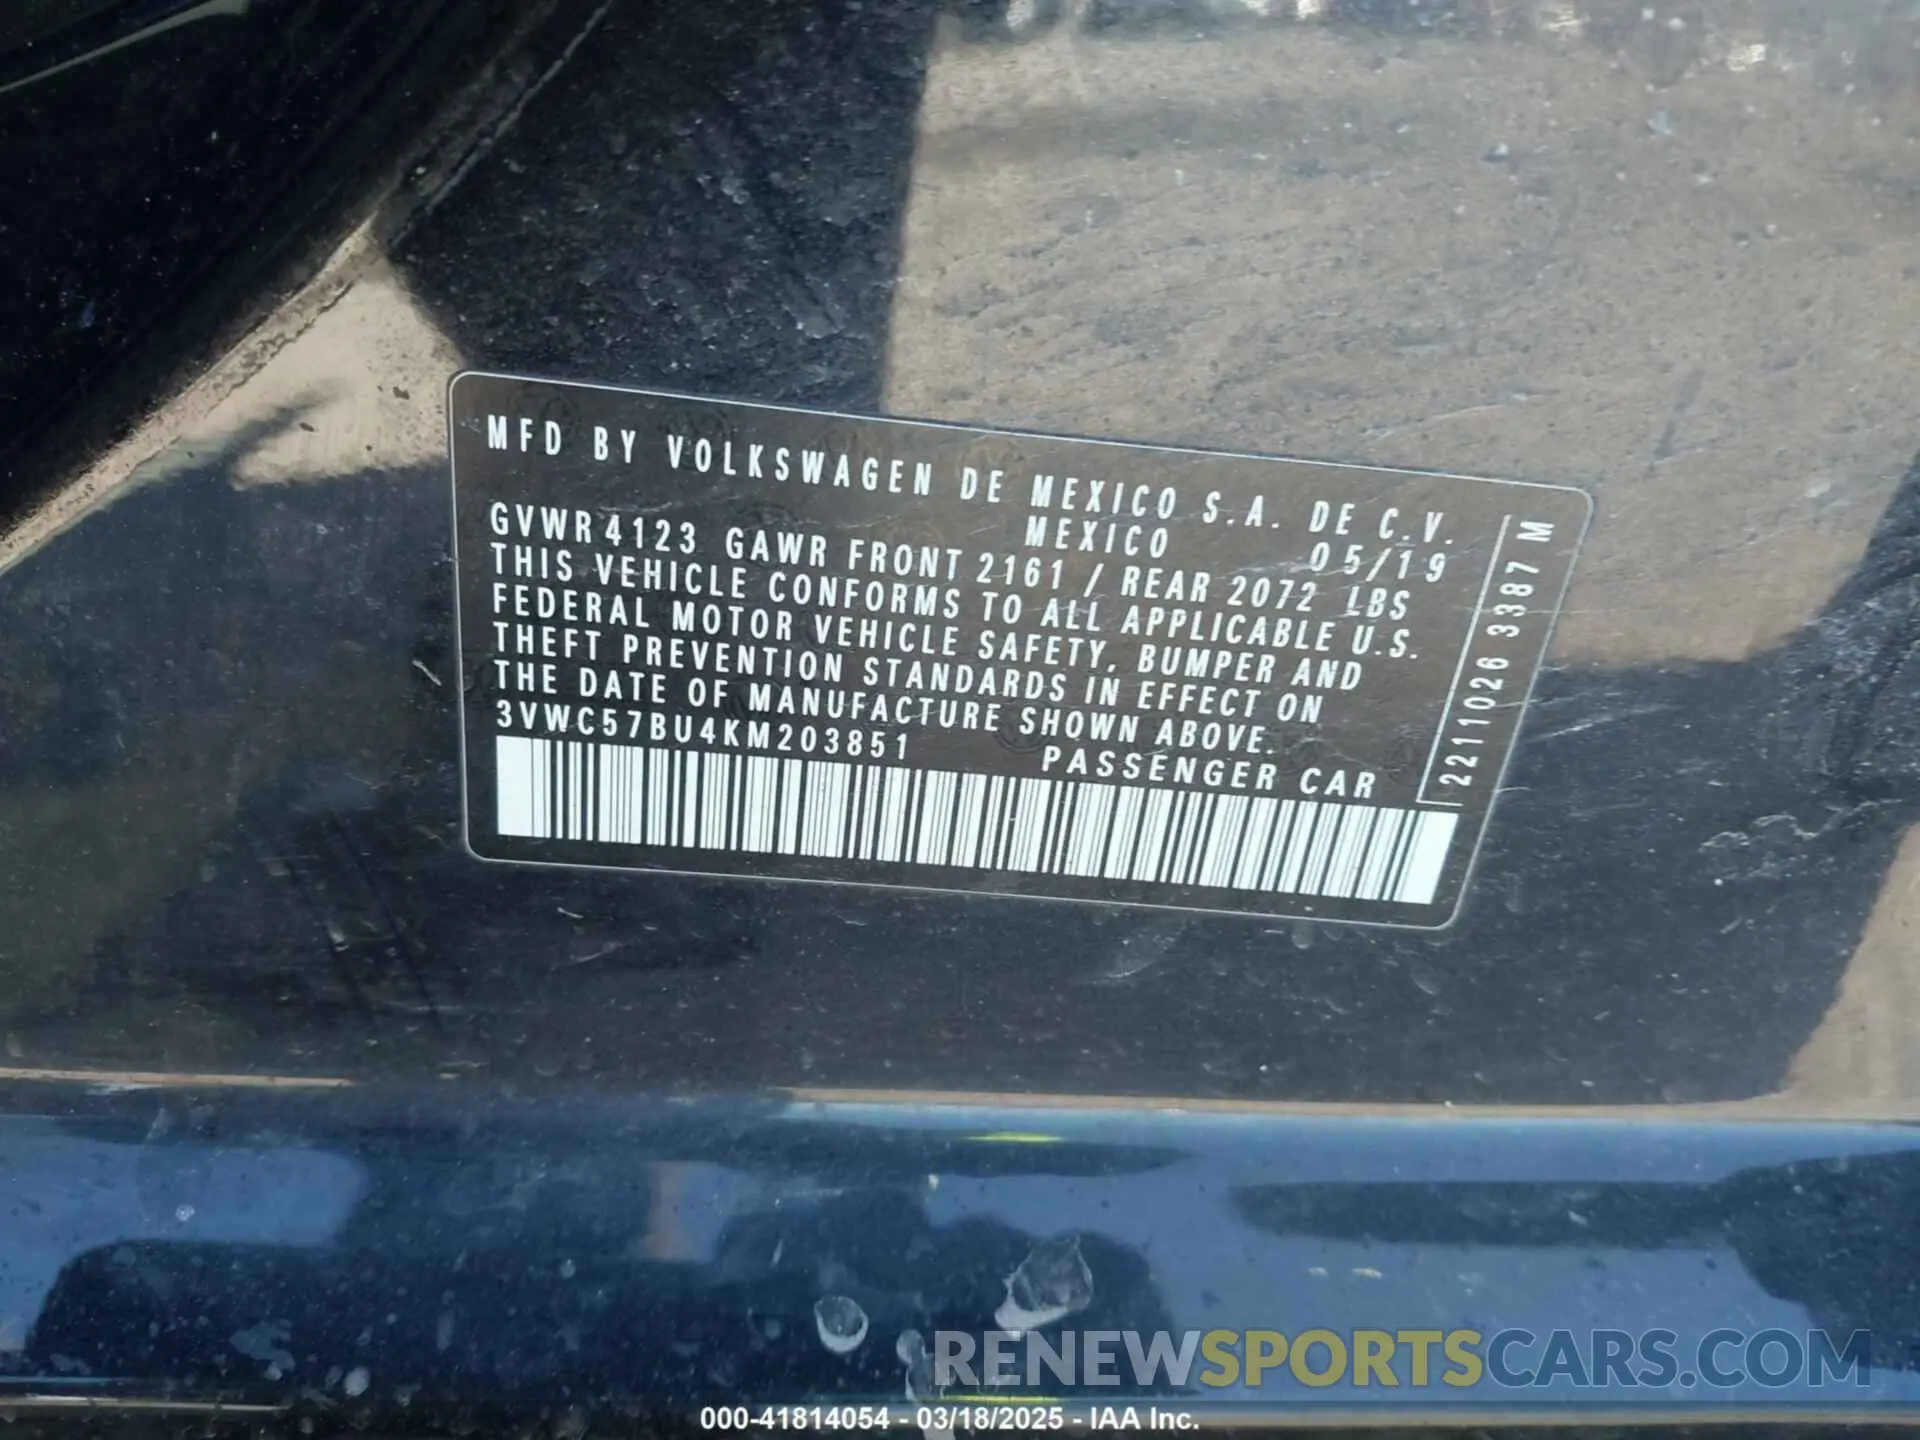 MFD BY VOLKSWAGEN DE MEXICO S.A. DE C.V.
MEXICO 05/19
GVWR 4123 GAWR FRONT 2161 / REAR 2072 LBS
THIS VEHICLE CONFORMS TO ALL APPLICABLE U.S.
FEDERAL MOTOR VEHICLE SAFETY, BUMPER AND
THEFT PREVENTION STANDARDS IN EFFECT ON
THE DATE OF MANUFACTURE SHOWN ABOVE.
3VWC57BU4KM203851 PASSENGER CAR
2211026 3387 M
RENEWSPORTSCARS.COM
000-41814054 - 03/18/2025 - IAA Inc.